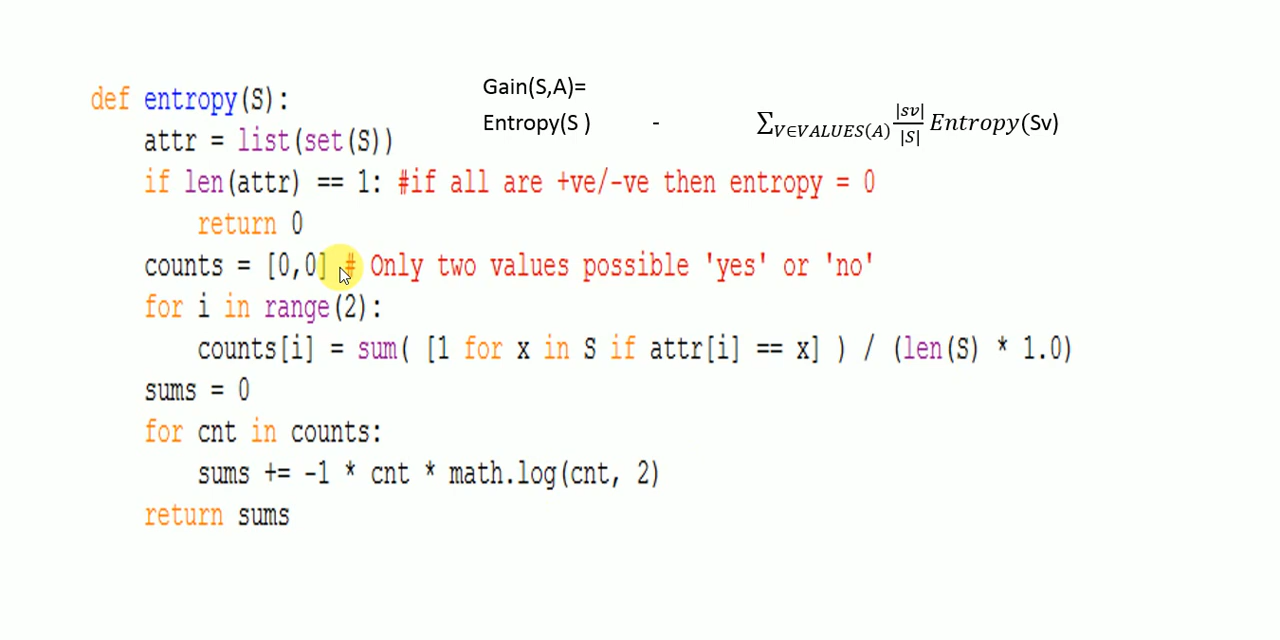 def entropy(S):
    attr = list(set(S))
    if len(attr) == 1: #if all are +ve/-ve then entropy = 0
        return 0
    counts = [0,0] # Only two values possible 'yes' or 'no'
    for i in range(2):
        counts[i] = sum( [1 for x in S if attr[i] == x] ) / (len(S) * 1.0)
    sums = 0
    for cnt in counts:
        sums += -1 * cnt * math.log(cnt, 2)
    return sums
Gain(S,A)=
Entropy(S ) - ∑V∈VALUES(A) |sv|/|S| Entropy(Sv)